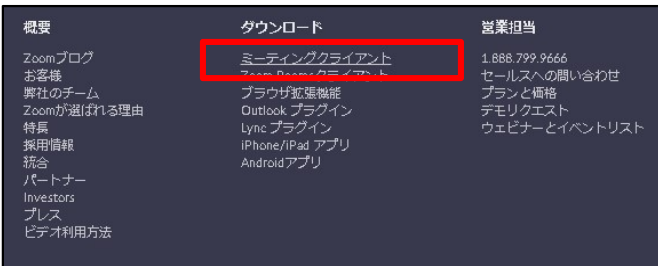 概要
Zoomブログ
お客様
弊社のチーム
Zoomが選ばれる理由
特長
採用情報
統合
パートナー
Investors
プレス
ビデオ利用方法
ダウンロード
ミーティングクライアント
Zoom Roomsクライアント
ブラウザ拡張機能
Outlook プラグイン
Lync プラグイン
iPhone/iPad アプリ
Androidアプリ
営業担当
1.888.799.9666
セールスへの問い合わせ
プランと価格
デモリクエスト
ウェビナーとイベントリスト